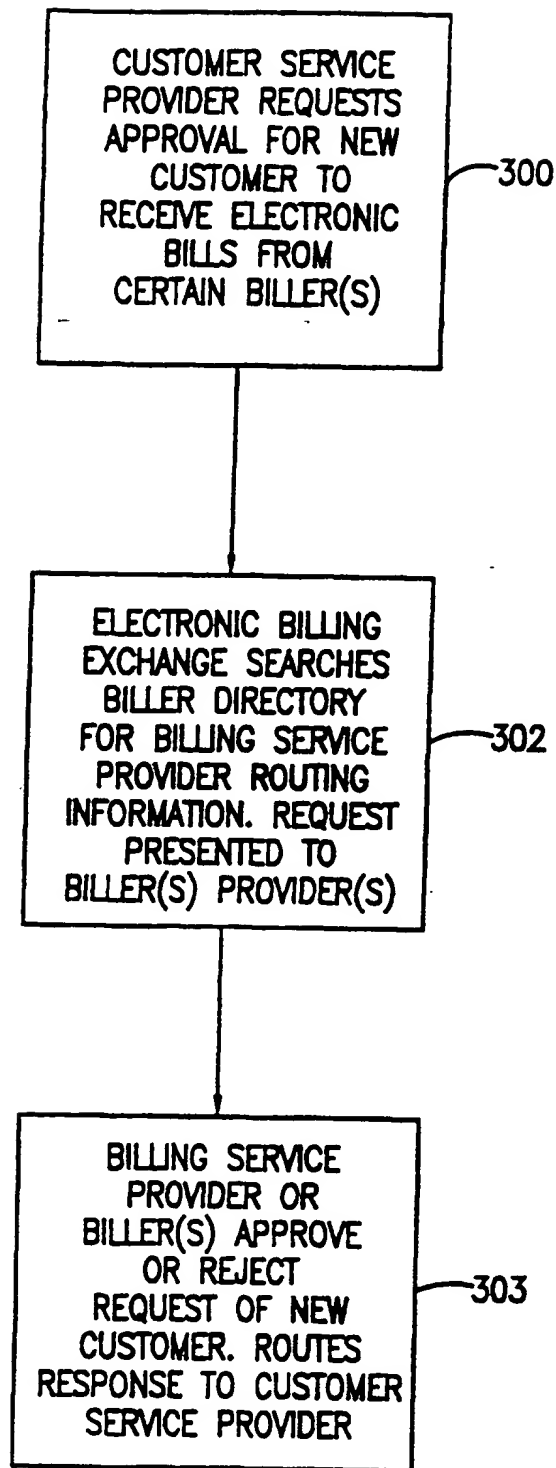 CUSTOMER SERVICE
PROVIDER REQUESTS
APPROVAL FOR NEW
CUSTOMER TO
RECEIVE ELECTRONIC
BILLS FROM
CERTAIN BILLER(S)
300
ELECTRONIC BILLING
EXCHANGE SEARCHES
BILLER DIRECTORY
FOR BILLING SERVICE
PROVIDER ROUTING
INFORMATION. REQUEST
PRESENTED TO
BILLER(S) PROVIDER(S)
302
BILLING SERVICE
PROVIDER OR
BILLER(S) APPROVE
OR REJECT
REQUEST OF NEW
CUSTOMER. ROUTES
RESPONSE TO CUSTOMER
SERVICE PROVIDER
303